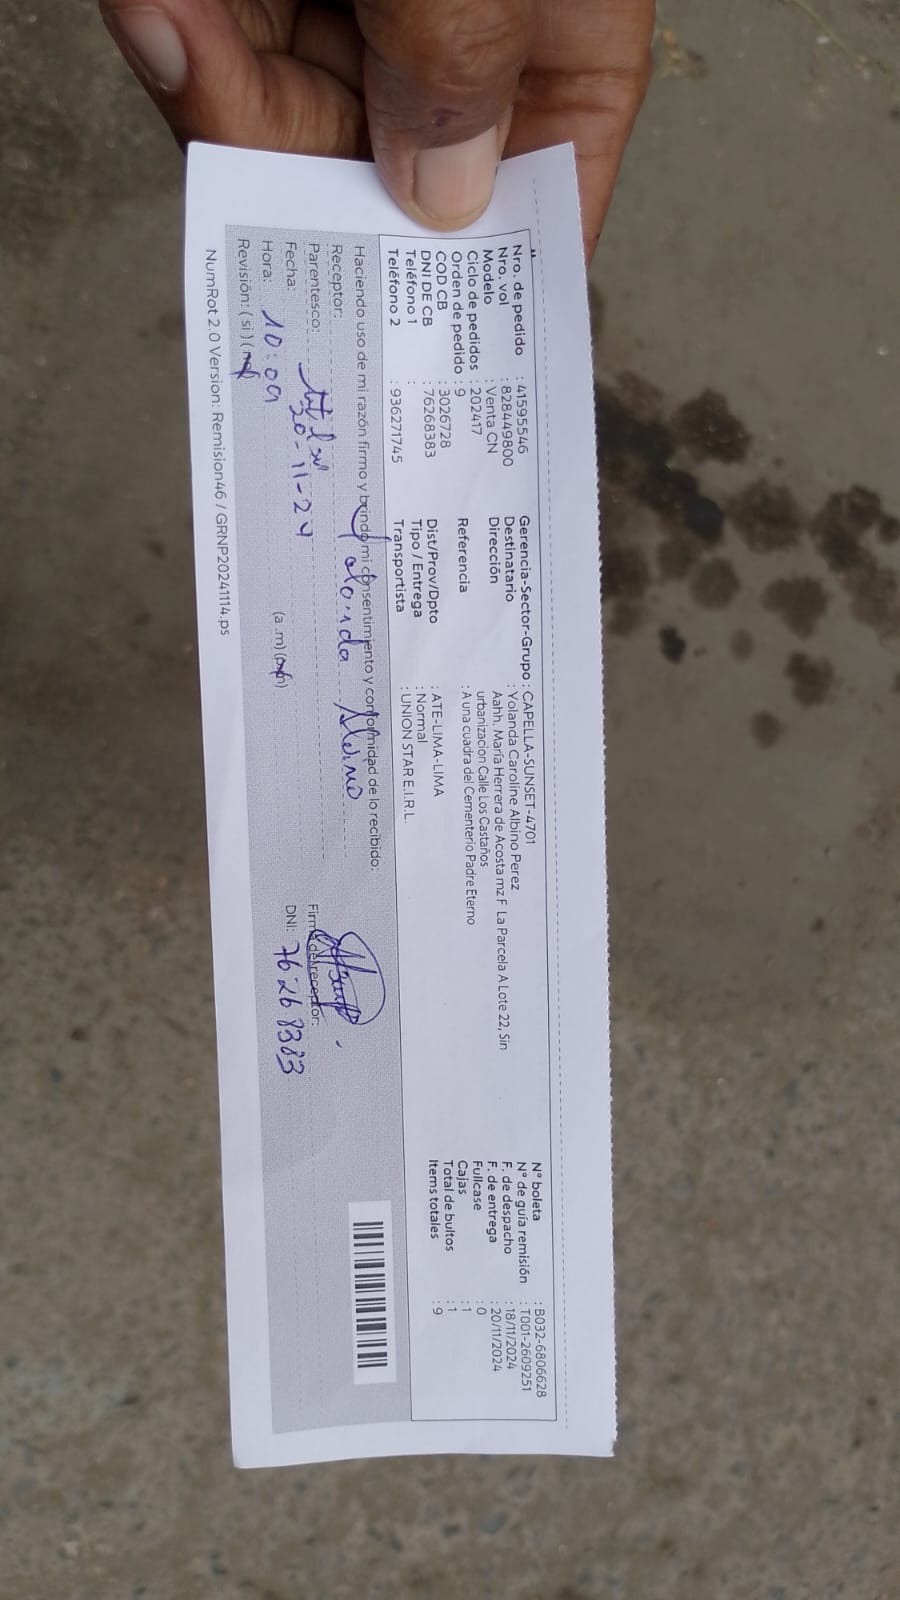 Nro. de pedido : 41595546
Nro. vol : 828449800
Modelo : Venta CN
Ciclo de pedidos : 202417
Orden de pedido : 9
COD CB : 3026728
DNI DE CB : 76268383
Teléfono 1 :
Teléfono 2 : 936271745
Gerencia-Sector-Grupo : CAPELLA-SUNSET-4701
Destinatario : Yolanda Caroline Albino Perez
Dirección Aahh. María Herrera de Acosta mz F La Parcela A Lote 22, Sin
urbanizacion Calle Los Castaños
Referencia : A una cuadra del Cementerio Padre Eterno
Dist/Prov/Dpto : ATE-LIMA-LIMA
Tipo / Entrega : Normal
Transportista : UNION STAR E.I.R.L.
N° boleta : B032-6806628
N° de guía remisión : T001-2609251
F. de despacho : 18/11/2024
F. de entrega : 20/11/2024
Fullcase : 0
Cajas : 1
Total de bultos : 1
Items totales : 9
Haciendo uso de mi razón firmo y brindo mi consentimiento y conformidad de lo recibido:
Receptor: Yolanda
Parentesco:
Fecha: 20-11-24
Hora: 10:09 (a.m) (p.m)
Revisión: (si) (no)
Firma del receptor:
DNI: 76268383
NumRot 2.0 Version: Remision46 / GRNP20241114.ps